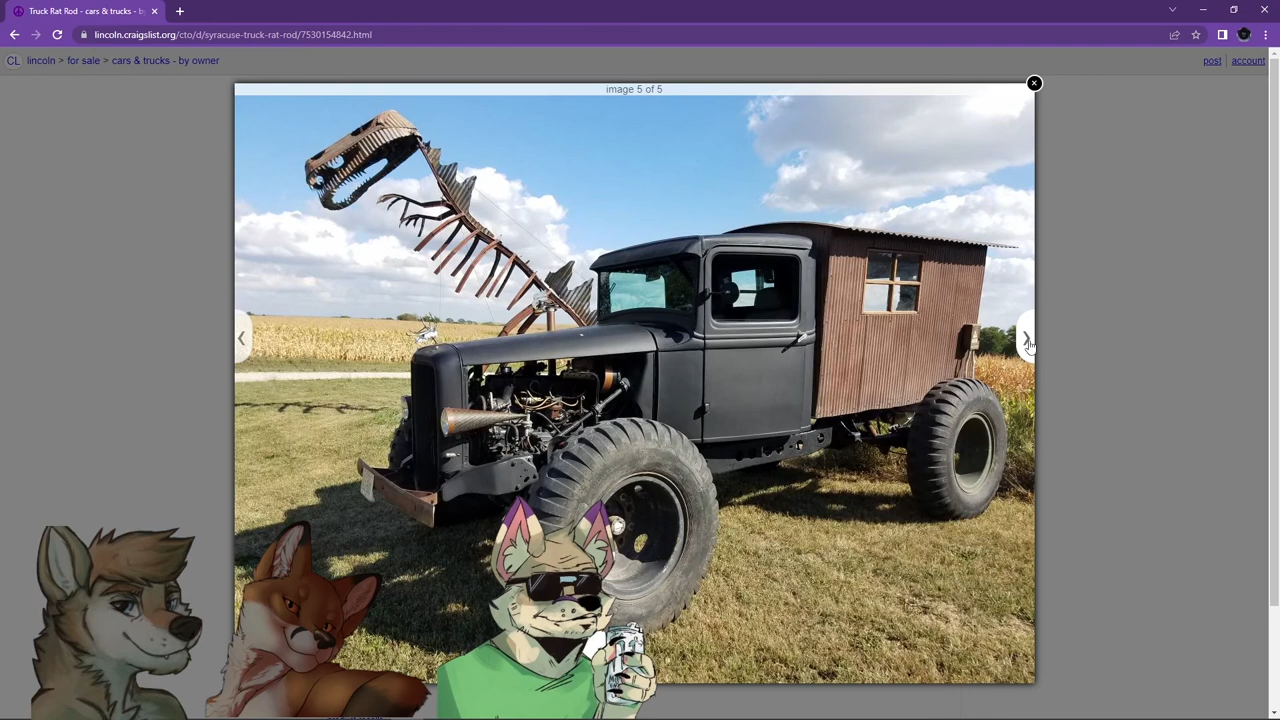 Truck Rat Rod - cars & trucks - by
lincoln.craigslist.org/cto/d/syracuse-truck-rat-rod/7530154842.html
CL lincoln > for sale > cars & trucks - by owner
post account
image 5 of 5